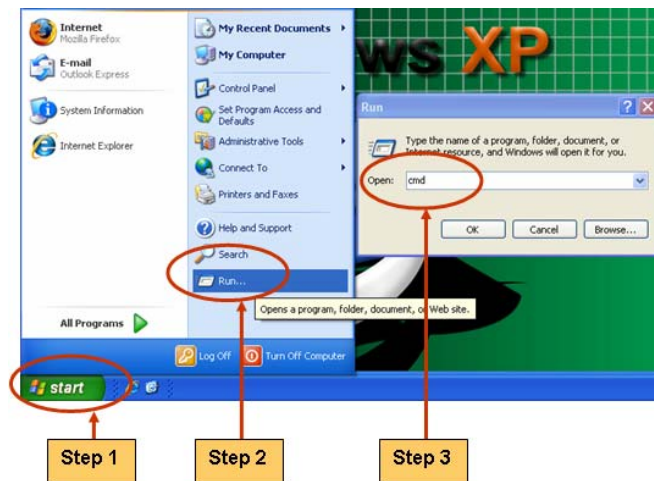 Internet
Mozilla Firefox
E-mail
Outlook Express
System Information
Internet Explorer
All Programs
My Recent Documents
My Computer
Control Panel
Set Program Access and
Defaults
Administrative Tools
Connect To
Printers and Faxes
Help and Support
Search
Run...
Opens a program, folder, document, or Web site.
Log Off
Turn Off Computer
start
ws XP
Run
Type the name of a program, folder, document, or
Internet resource, and Windows will open it for you.
Open:
cmd
OK
Cancel
Browse...
Step 1
Step 2
Step 3